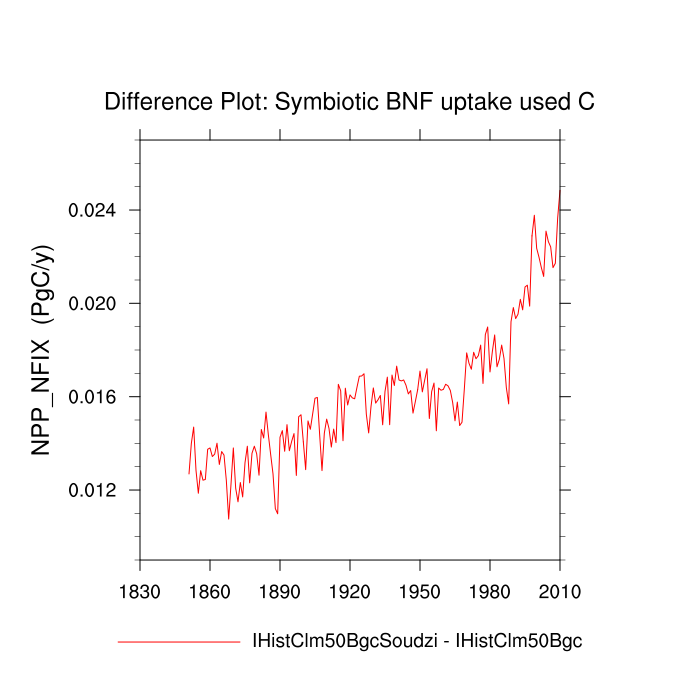 Difference Plot: Symbiotic BNF uptake used C
NPP_NFIX (PgC/y)
0.024
0.020
0.016
0.012
1830 1860 1890 1920 1950 1980 2010
IHistClm50BgcSoudzi - IHistClm50Bgc